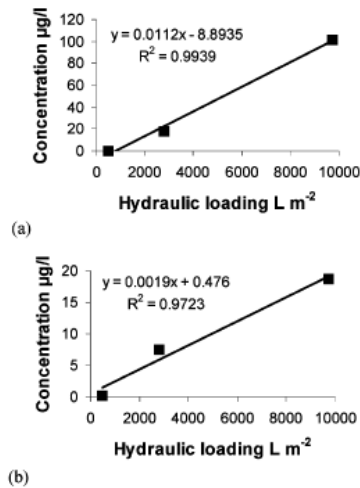 120
100
80
60
40
20
0
Concentration µg/l
y = 0.0112x - 8.8935
R² = 0.9939
0 2000 4000 6000 8000 10000
Hydraulic loading L m⁻²
(a)
20
15
10
5
0
Concentration µg/l
y = 0.0019x + 0.476
R² = 0.9723
0 2000 4000 6000 8000 10000
Hydraulic loading L m⁻²
(b)